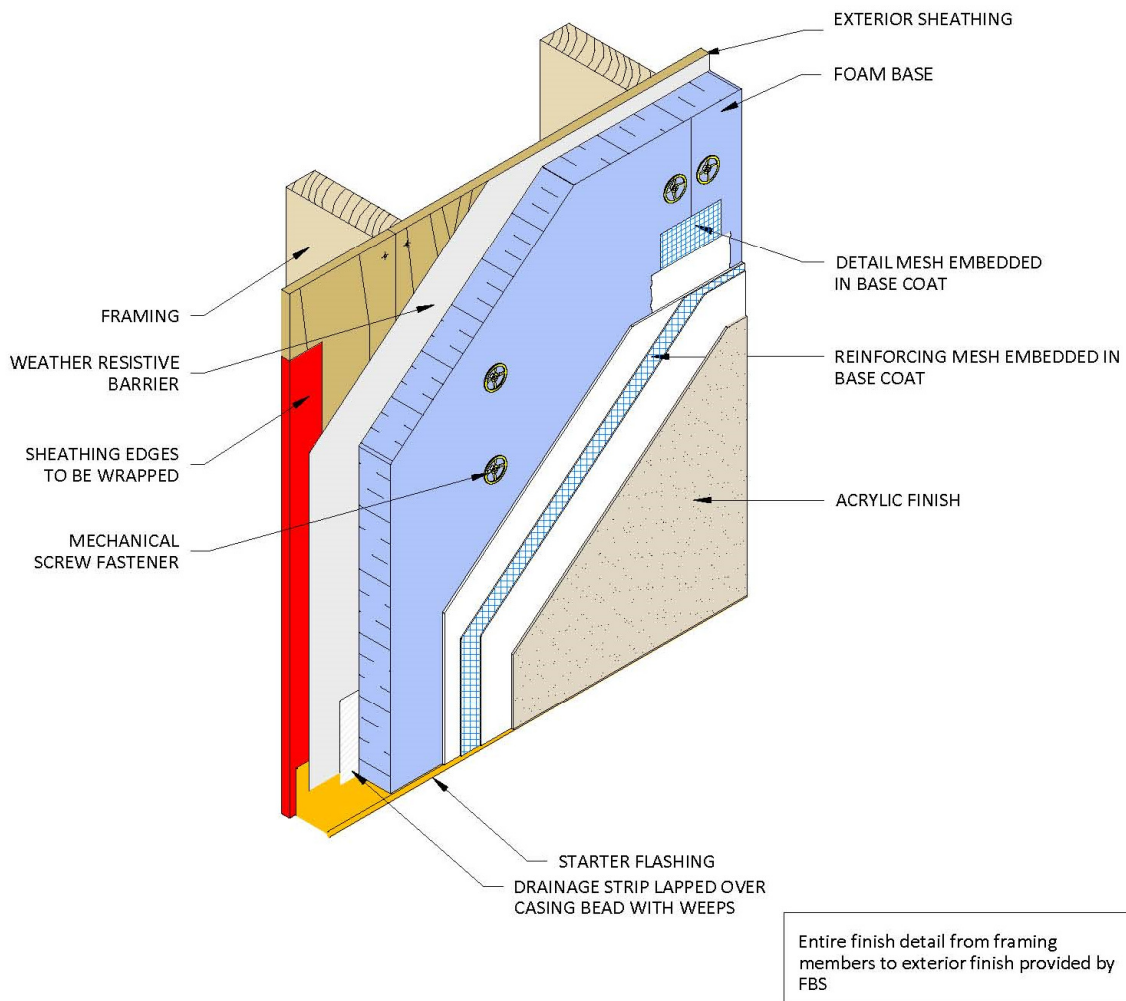 EXTERIOR SHEATHING
FOAM BASE
DETAIL MESH EMBEDDED
IN BASE COAT
FRAMING
WEATHER RESISTIVE
BARRIER
REINFORCING MESH EMBEDDED IN
BASE COAT
SHEATHING EDGES
TO BE WRAPPED
ACRYLIC FINISH
MECHANICAL
SCREW FASTENER
STARTER FLASHING
DRAINAGE STRIP LAPPED OVER
CASING BEAD WITH WEEPS
Entire finish detail from framing
members to exterior finish provided by
FBS